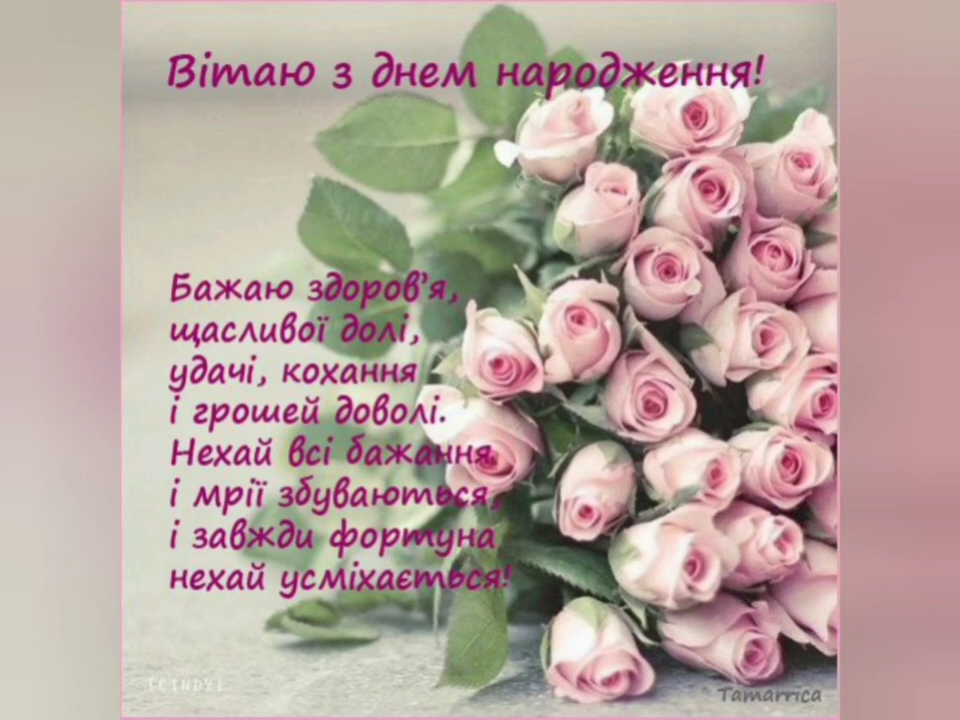 Вітаю з днем народження!
Бажаю здоров'я,
щасливої долі,
удачі, кохання
і грошей доволі.
Нехай всі бажання
і мрії збуваються,
і завжди фортуна
нехай усміхається!
Tamarrica